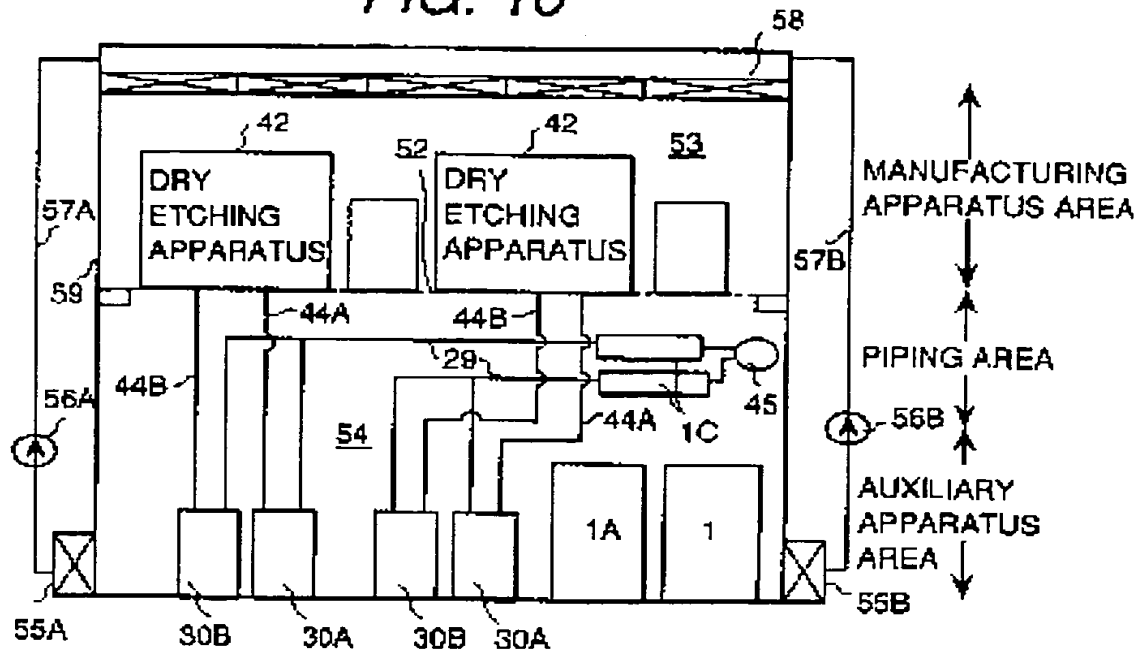 58
42
42
53
52
DRY
ETCHING
APPARATUS
DRY
ETCHING
APPARATUS
MANUFACTURING
APPARATUS AREA
57A
57B
59
44A
44B
29
PIPING AREA
44B
45
44A
1C
56A
56B
54
AUXILIARY
APPARATUS
AREA
1A
1
55A
30B
30A
30B
30A
55B